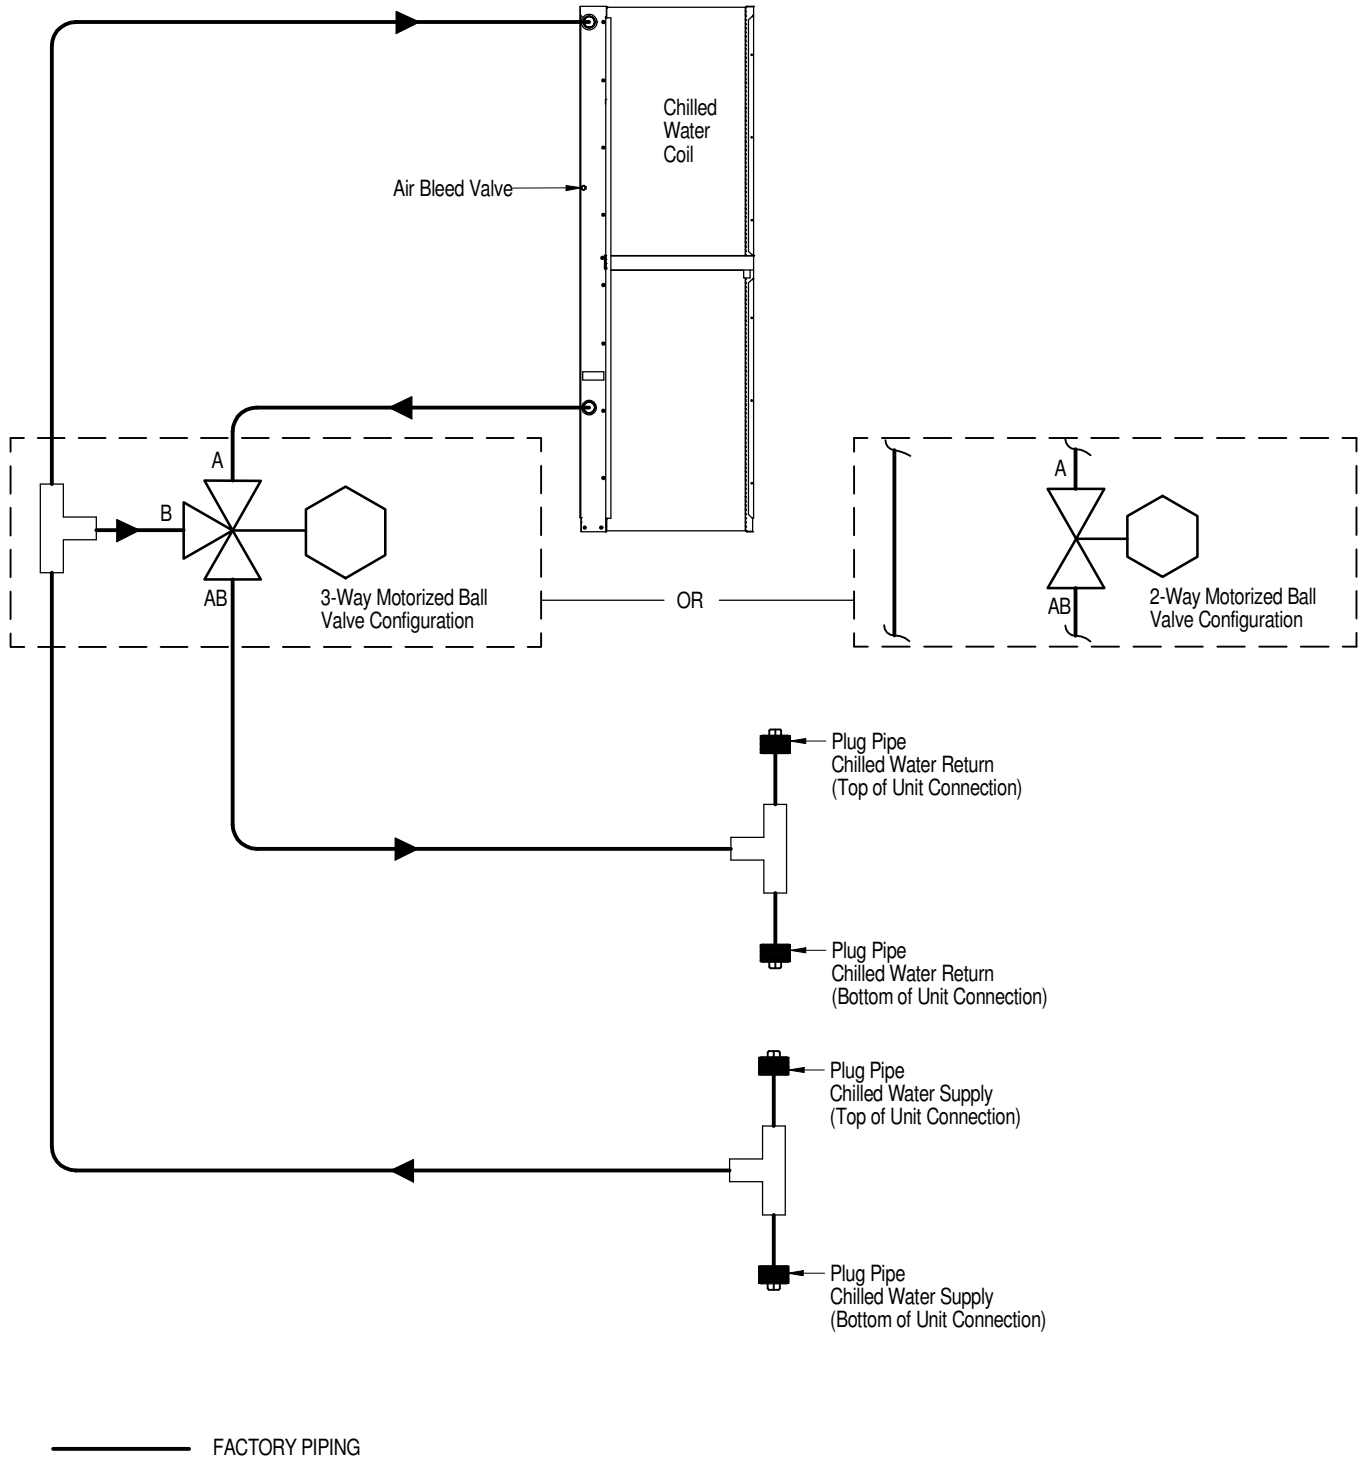 Chilled
Water
Coil
Air Bleed Valve
A
B
AB
3-Way Motorized Ball
Valve Configuration
OR
A
AB
2-Way Motorized Ball
Valve Configuration
Plug Pipe
Chilled Water Return
(Top of Unit Connection)
Plug Pipe
Chilled Water Return
(Bottom of Unit Connection)
Plug Pipe
Chilled Water Supply
(Top of Unit Connection)
Plug Pipe
Chilled Water Supply
(Bottom of Unit Connection)
FACTORY PIPING